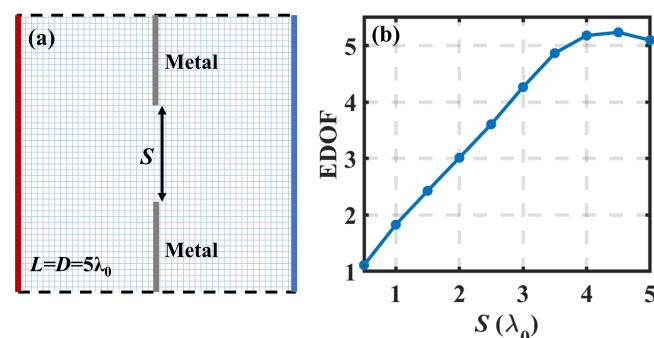 (a)
Metal
S
Metal
L=D=5λ₀
(b)
EDOF
5
4
3
2
1
1 2 3 4 5
S (λ₀)